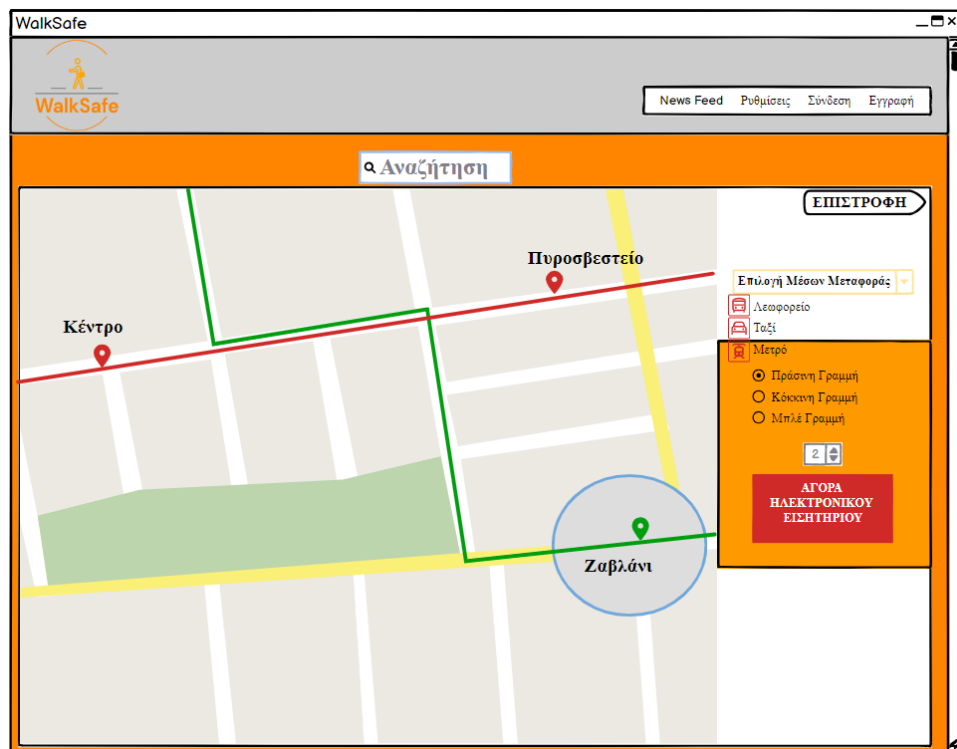 WalkSafe
WalkSafe
News Feed Ρυθμίσεις Σύνδεση Εγγραφή
Αναζήτηση
ΕΠΙΣΤΡΟΦΗ
Πυροσβεστείο
Επιλογή Μέσων Μεταφοράς
Λεωφορείο
Κέντρο
Ταξί
Μετρό
Πράσινη Γραμμή
Κόκκινη Γραμμή
Μπλέ Γραμμή
2
ΑΓΟΡΑ
ΗΛΕΚΤΡΟΝΙΚΟΥ
ΕΙΣΗΤΗΡΙΟΥ
Ζαβλάνι